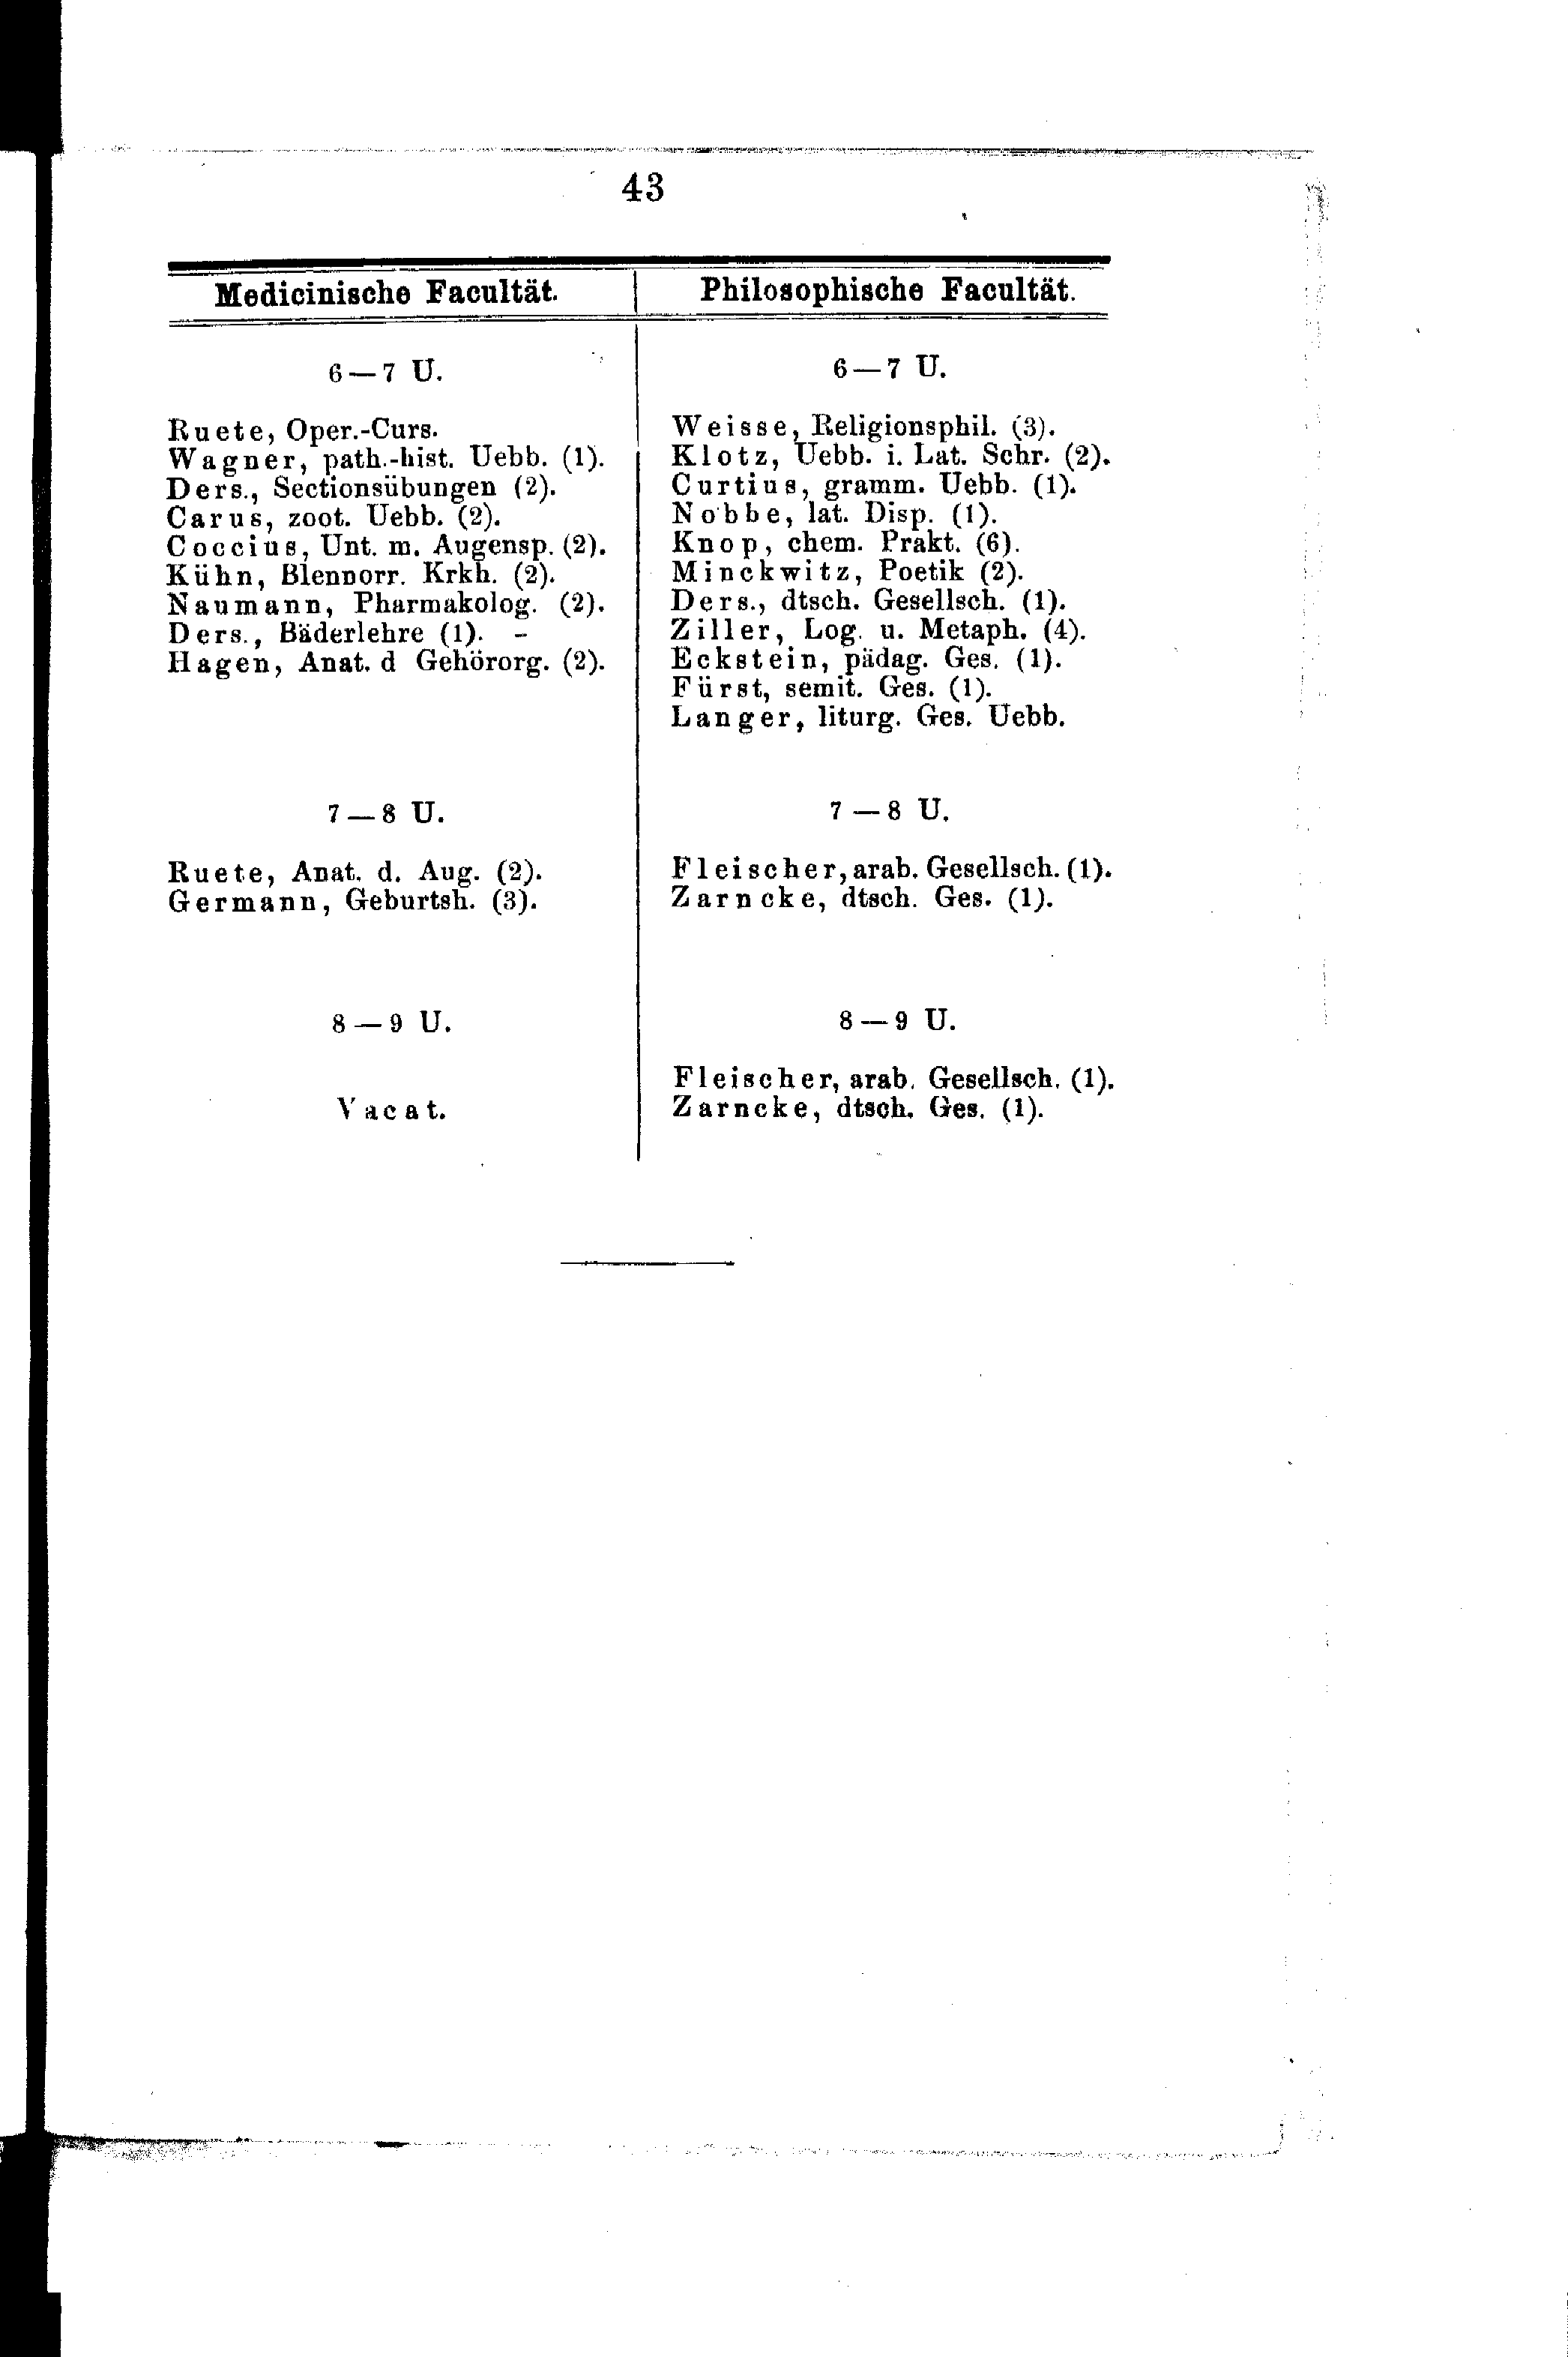 43
Medicinische Facultät.
6—7 U.
Ruete, Oper.-Curs.
Wagner, path.-hist. Uebb. (1).
Ders., Sectionsübungen (2).
Carus, zoot. Uebb. (2).
Coccius, Unt. m. Augensp. (2).
Kühn, Blennorr. Krkh. (2).
Naumann, Pharmakolog. (2).
Ders., Bäderlehre (1). -
Hagen, Anat. d Gehörorg. (2).
7—8 U.
Ruete, Anat. d. Aug. (2).
Germann, Geburtsh. (3).
8—9 U.
Vacat.
Philosophische Facultät.
6—7 U.
Weisse, Religionsphil. (3).
Klotz, Uebb. i. Lat. Schr. (2).
Curtius, gramm. Uebb. (1).
Nobbe, lat. Disp. (1).
Knop, chem. Prakt. (6).
Minckwitz, Poetik (2).
Ders., dtsch. Gesellsch. (1).
Ziller, Log. u. Metaph. (4).
Eckstein, pädag. Ges. (1).
Fürst, semit. Ges. (1).
Langer, liturg. Ges. Uebb.
7—8 U.
Fleischer, arab. Gesellsch. (1).
Zarncke, dtsch. Ges. (1).
8—9 U.
Fleischer, arab. Gesellsch. (1).
Zarncke, dtsch. Ges. (1).